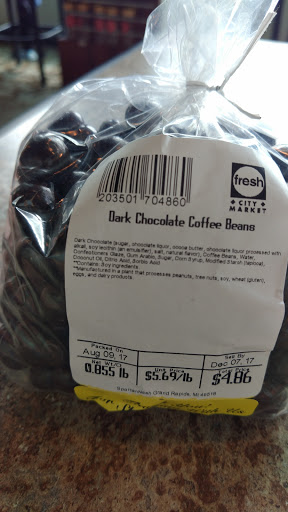 fresh
CITY
MARKET
203501 704860
Dark Chocolate Coffee Beans
Dark Chocolate (sugar, chocolate liquor, cocoa butter, chocolate liquor processed with
alkali, soy lecithin (an emulsifier), salt, natural flavor), Coffee Beans, Water,
Confectioners Glaze, Gum Arabic, Sugar, Corn Syrup, Modified Starch (tapioca),
Coconut Oil, Citric Acid, Sorbic Acid
**Contains: Soy Ingredients
**Manufactured in a plant that processes peanuts, tree nuts, soy, wheat (gluten),
eggs, and dairy products.
Packed On
Aug 09, 17
Sell By
Dec 07, 17
Net Wt/Ct
0.855 lb
Unit Price
$5.69/lb
$4.86
Grand Rapids, MI